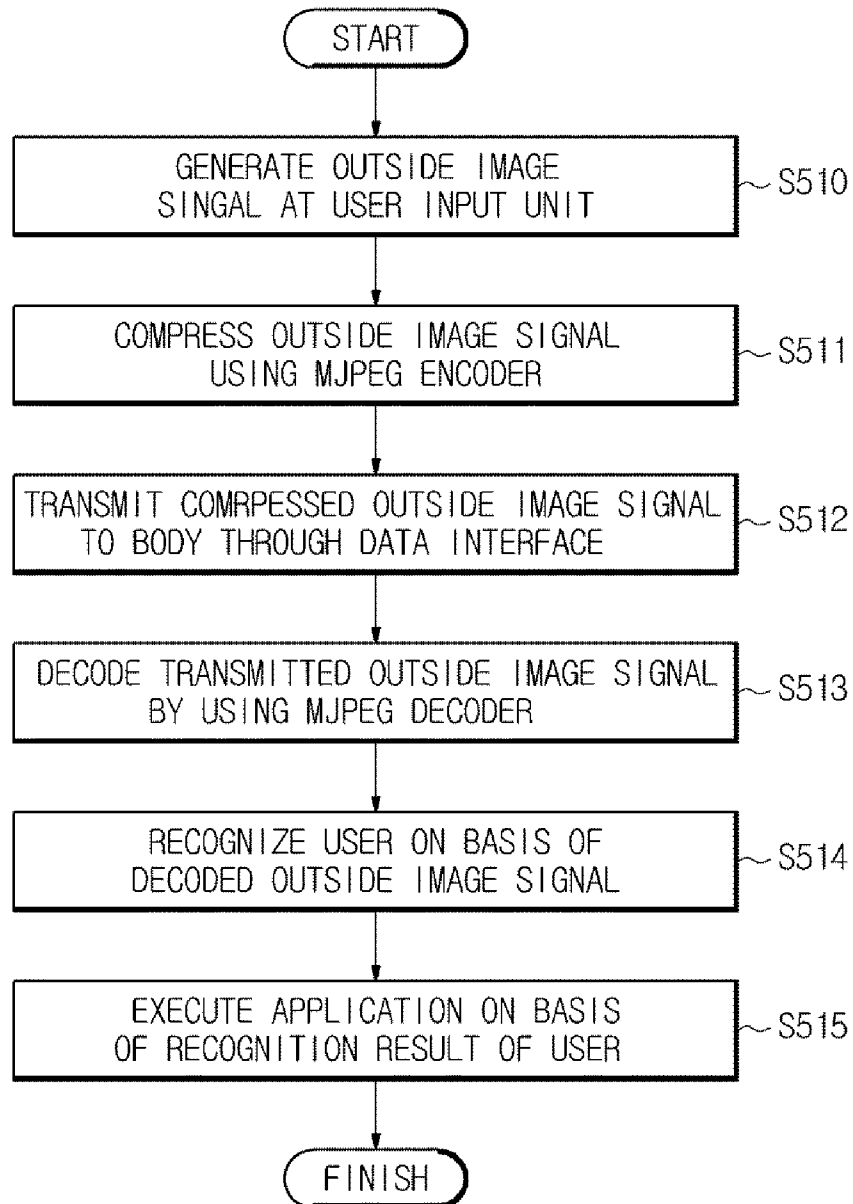 START
GENERATE OUTSIDE IMAGE
SINGAL AT USER INPUT UNIT
S510
COMPRESS OUTSIDE IMAGE SIGNAL
USING MJPEG ENCODER
S511
TRANSMIT COMRPESSED OUTSIDE IMAGE SIGNAL
TO BODY THROUGH DATA INTERFACE
S512
DECODE TRANSMITTED OUTSIDE IMAGE SIGNAL
BY USING MJPEG DECODER
S513
RECOGNIZE USER ON BASIS OF
DECODED OUTSIDE IMAGE SIGNAL
S514
EXECUTE APPLICATION ON BASIS
OF RECOGNITION RESULT OF USER
S515
FINISH